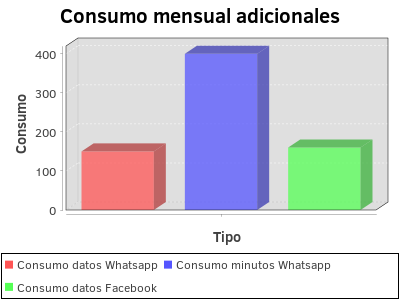 Consumo mensual adicionales
400
300
200
100
0
Consumo
Tipo
Consumo datos Whatsapp Consumo minutos Whatsapp
Consumo datos Facebook